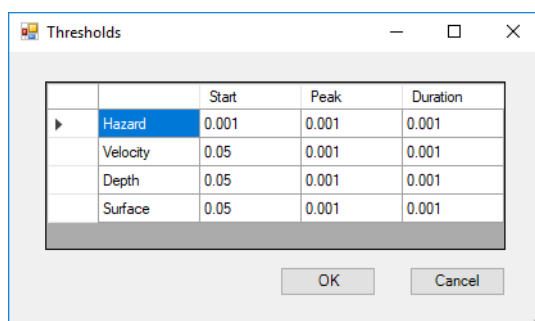 Thresholds
Start Peak Duration
Hazard 0.001 0.001 0.001
Velocity 0.05 0.001 0.001
Depth 0.05 0.001 0.001
Surface 0.05 0.001 0.001
OK Cancel